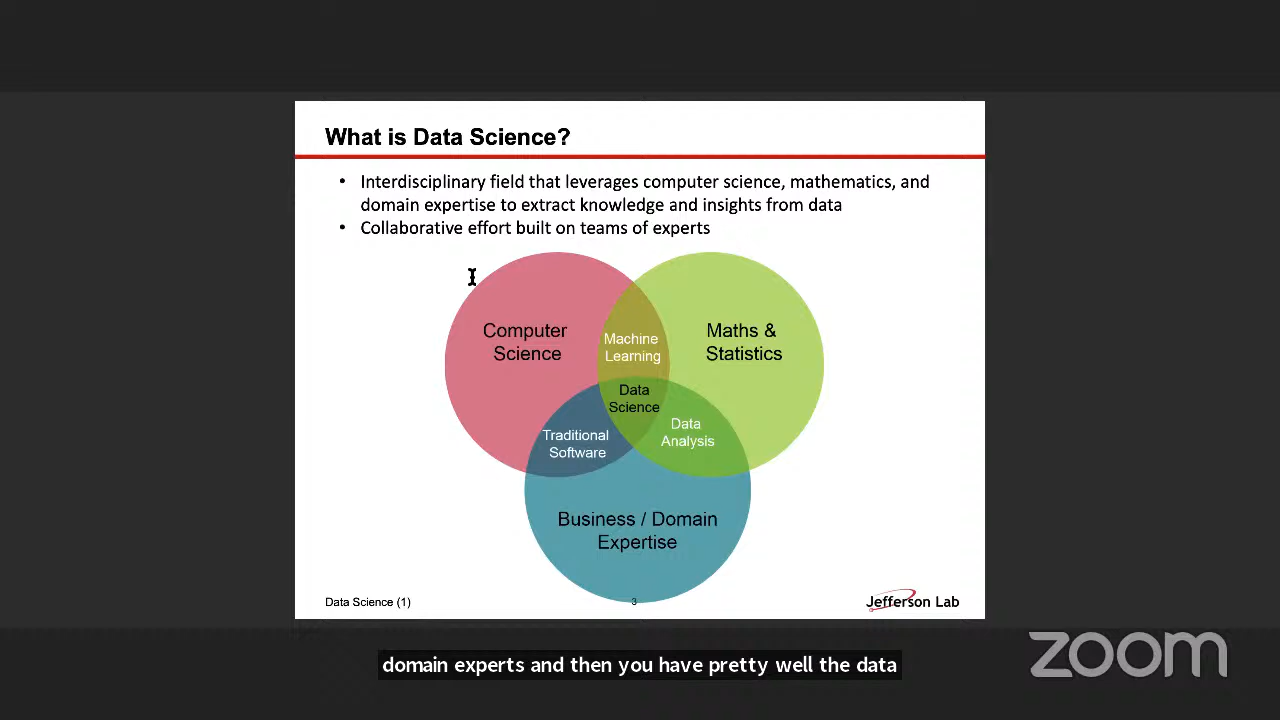 What is Data Science?
• Interdisciplinary field that leverages computer science, mathematics, and
domain expertise to extract knowledge and insights from data
• Collaborative effort built on teams of experts
Computer
Science
Machine
Learning
Maths &
Statistics
Data
Science
Traditional
Software
Data
Analysis
Business / Domain
Expertise
Data Science (1)
3
Jefferson Lab
domain experts and then you have pretty well the data
zoom